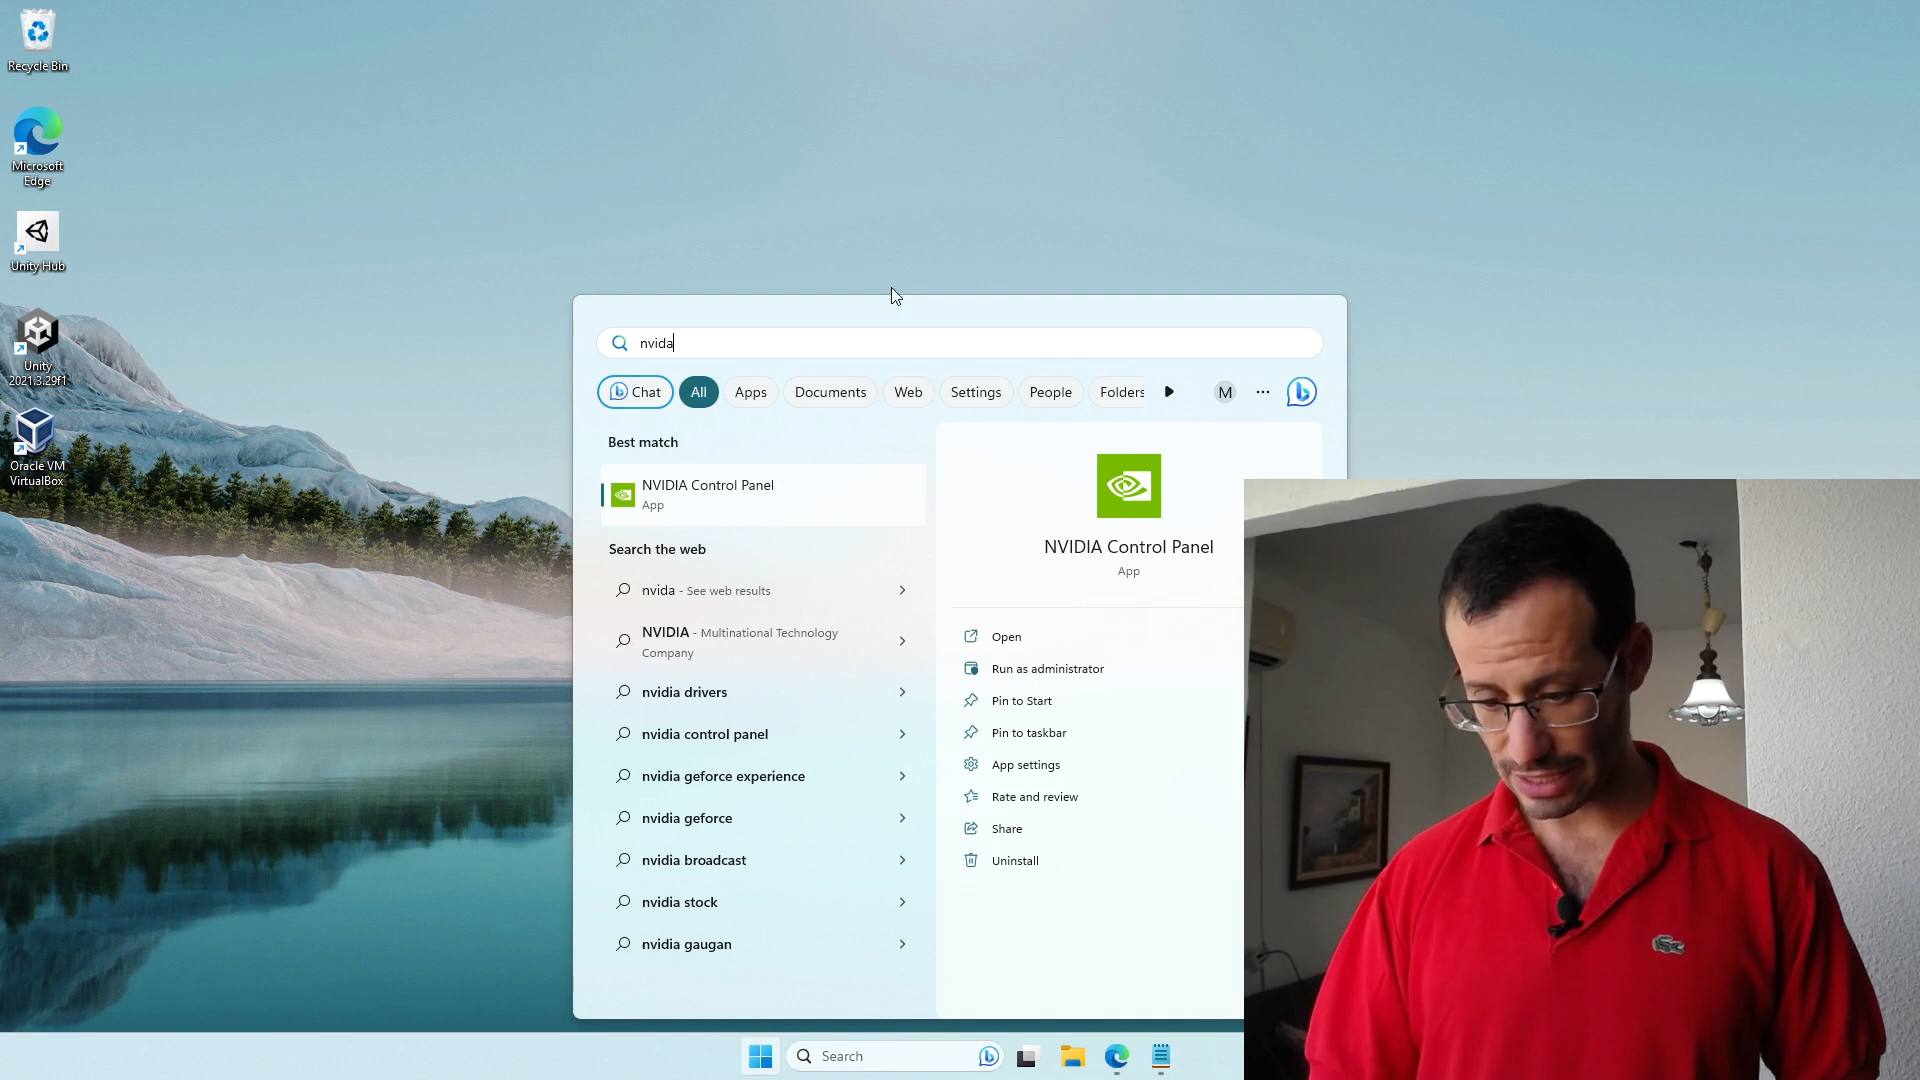 Recycle Bin
Microsoft
Edge
Unity Hub
Unity
2021.3.29f1
Oracle VM
VirtualBox
nvida
Chat
All
Apps
Documents
Web
Settings
People
Folders
M
Best match
NVIDIA Control Panel
App
Search the web
nvida - See web results
NVIDIA - Multinational Technology
Company
nvidia drivers
nvidia control panel
nvidia geforce experience
nvidia geforce
nvidia broadcast
nvidia stock
nvidia gaugan
NVIDIA Control Panel
App
Open
Run as administrator
Pin to Start
Pin to taskbar
App settings
Rate and review
Share
Uninstall
Search